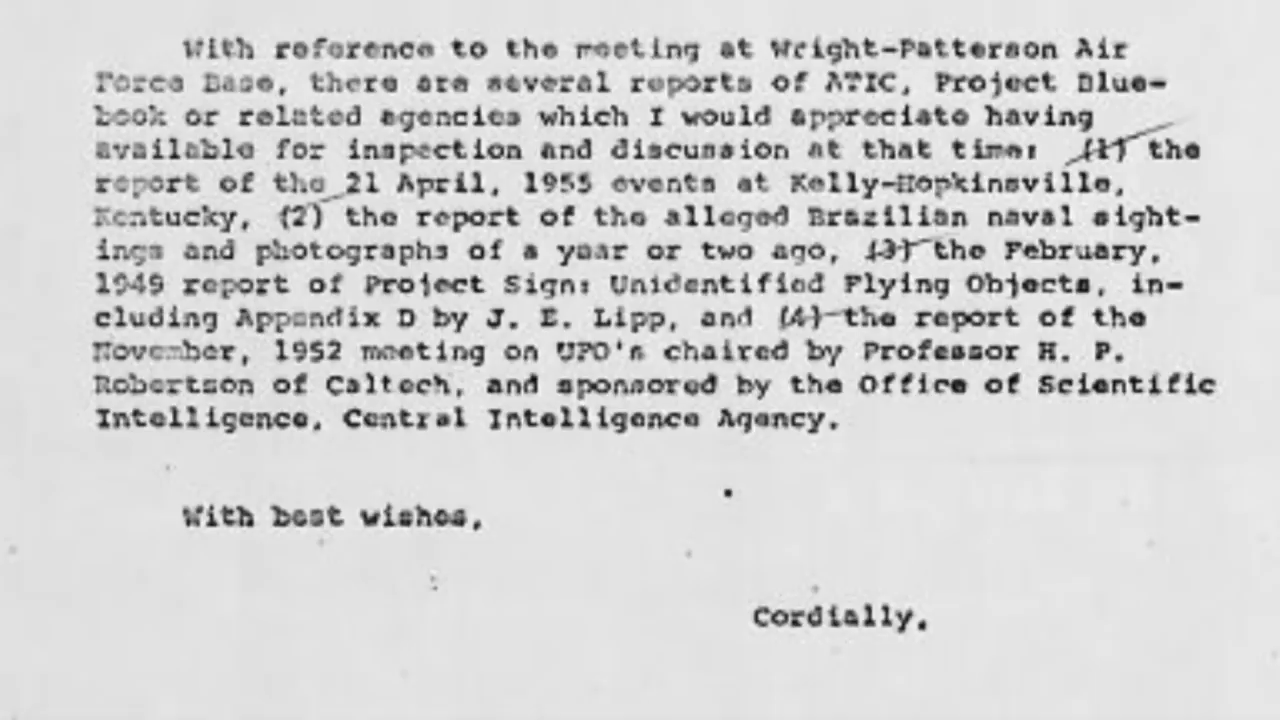 With reference to the meeting at Wright-Patterson Air
Force Base, there are several reports of ATIC, Project Blue-
book or related agencies which I would appreciate having
available for inspection and discussion at that time: (1) the
report of the 21 April, 1955 events at Kelly-Hopkinsville,
Kentucky, (2) the report of the alleged Brazilian naval sight-
ings and photographs of a year or two ago, (3) the February,
1949 report of Project Sign: Unidentified Flying Objects, in-
cluding Appendix D by J. E. Lipp, and (4) the report of the
November, 1952 meeting on UFO's chaired by Professor H. P.
Robertson of Caltech, and sponsored by the Office of Scientific
Intelligence, Central Intelligence Agency.
With best wishes,
Cordially,